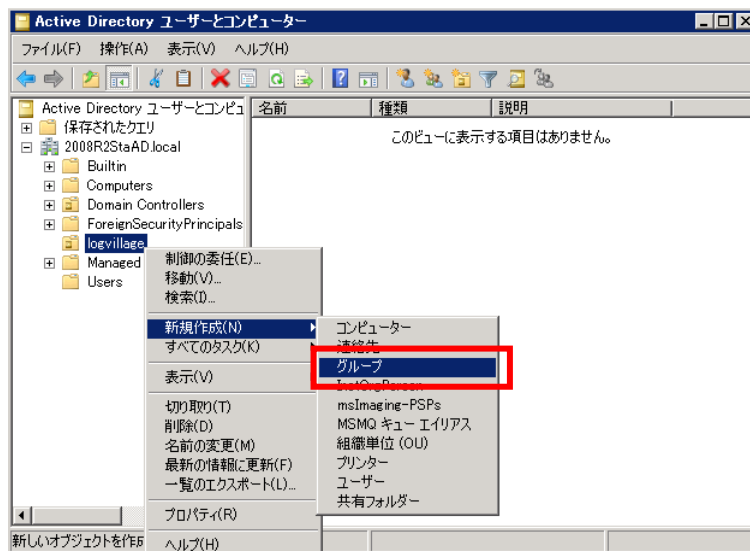 Active Directory ユーザーとコンピューター
ファイル(F) 操作(A) 表示(V) ヘルプ(H)
Active Directory ユーザーとコンピュ
名前 種類 説明
保存されたクエリ
このビューに表示する項目はありません。
2008R2StaAD.local
Builtin
Computers
Domain Controllers
ForeignSecurityPrincipals
logvillage
Managed
Users
制御の委任(E)...
移動(V)...
検索(I)...
新規作成(N)
すべてのタスク(K)
表示(V)
切り取り(T)
削除(D)
名前の変更(M)
最新の情報に更新(F)
一覧のエクスポート(L)...
プロパティ(R)
ヘルプ(H)
コンピューター
連絡先
グループ
InetOrgPerson
msImaging-PSPs
MSMQ キュー エイリアス
組織単位 (OU)
プリンター
ユーザー
共有フォルダー
新しいオブジェクトを作成